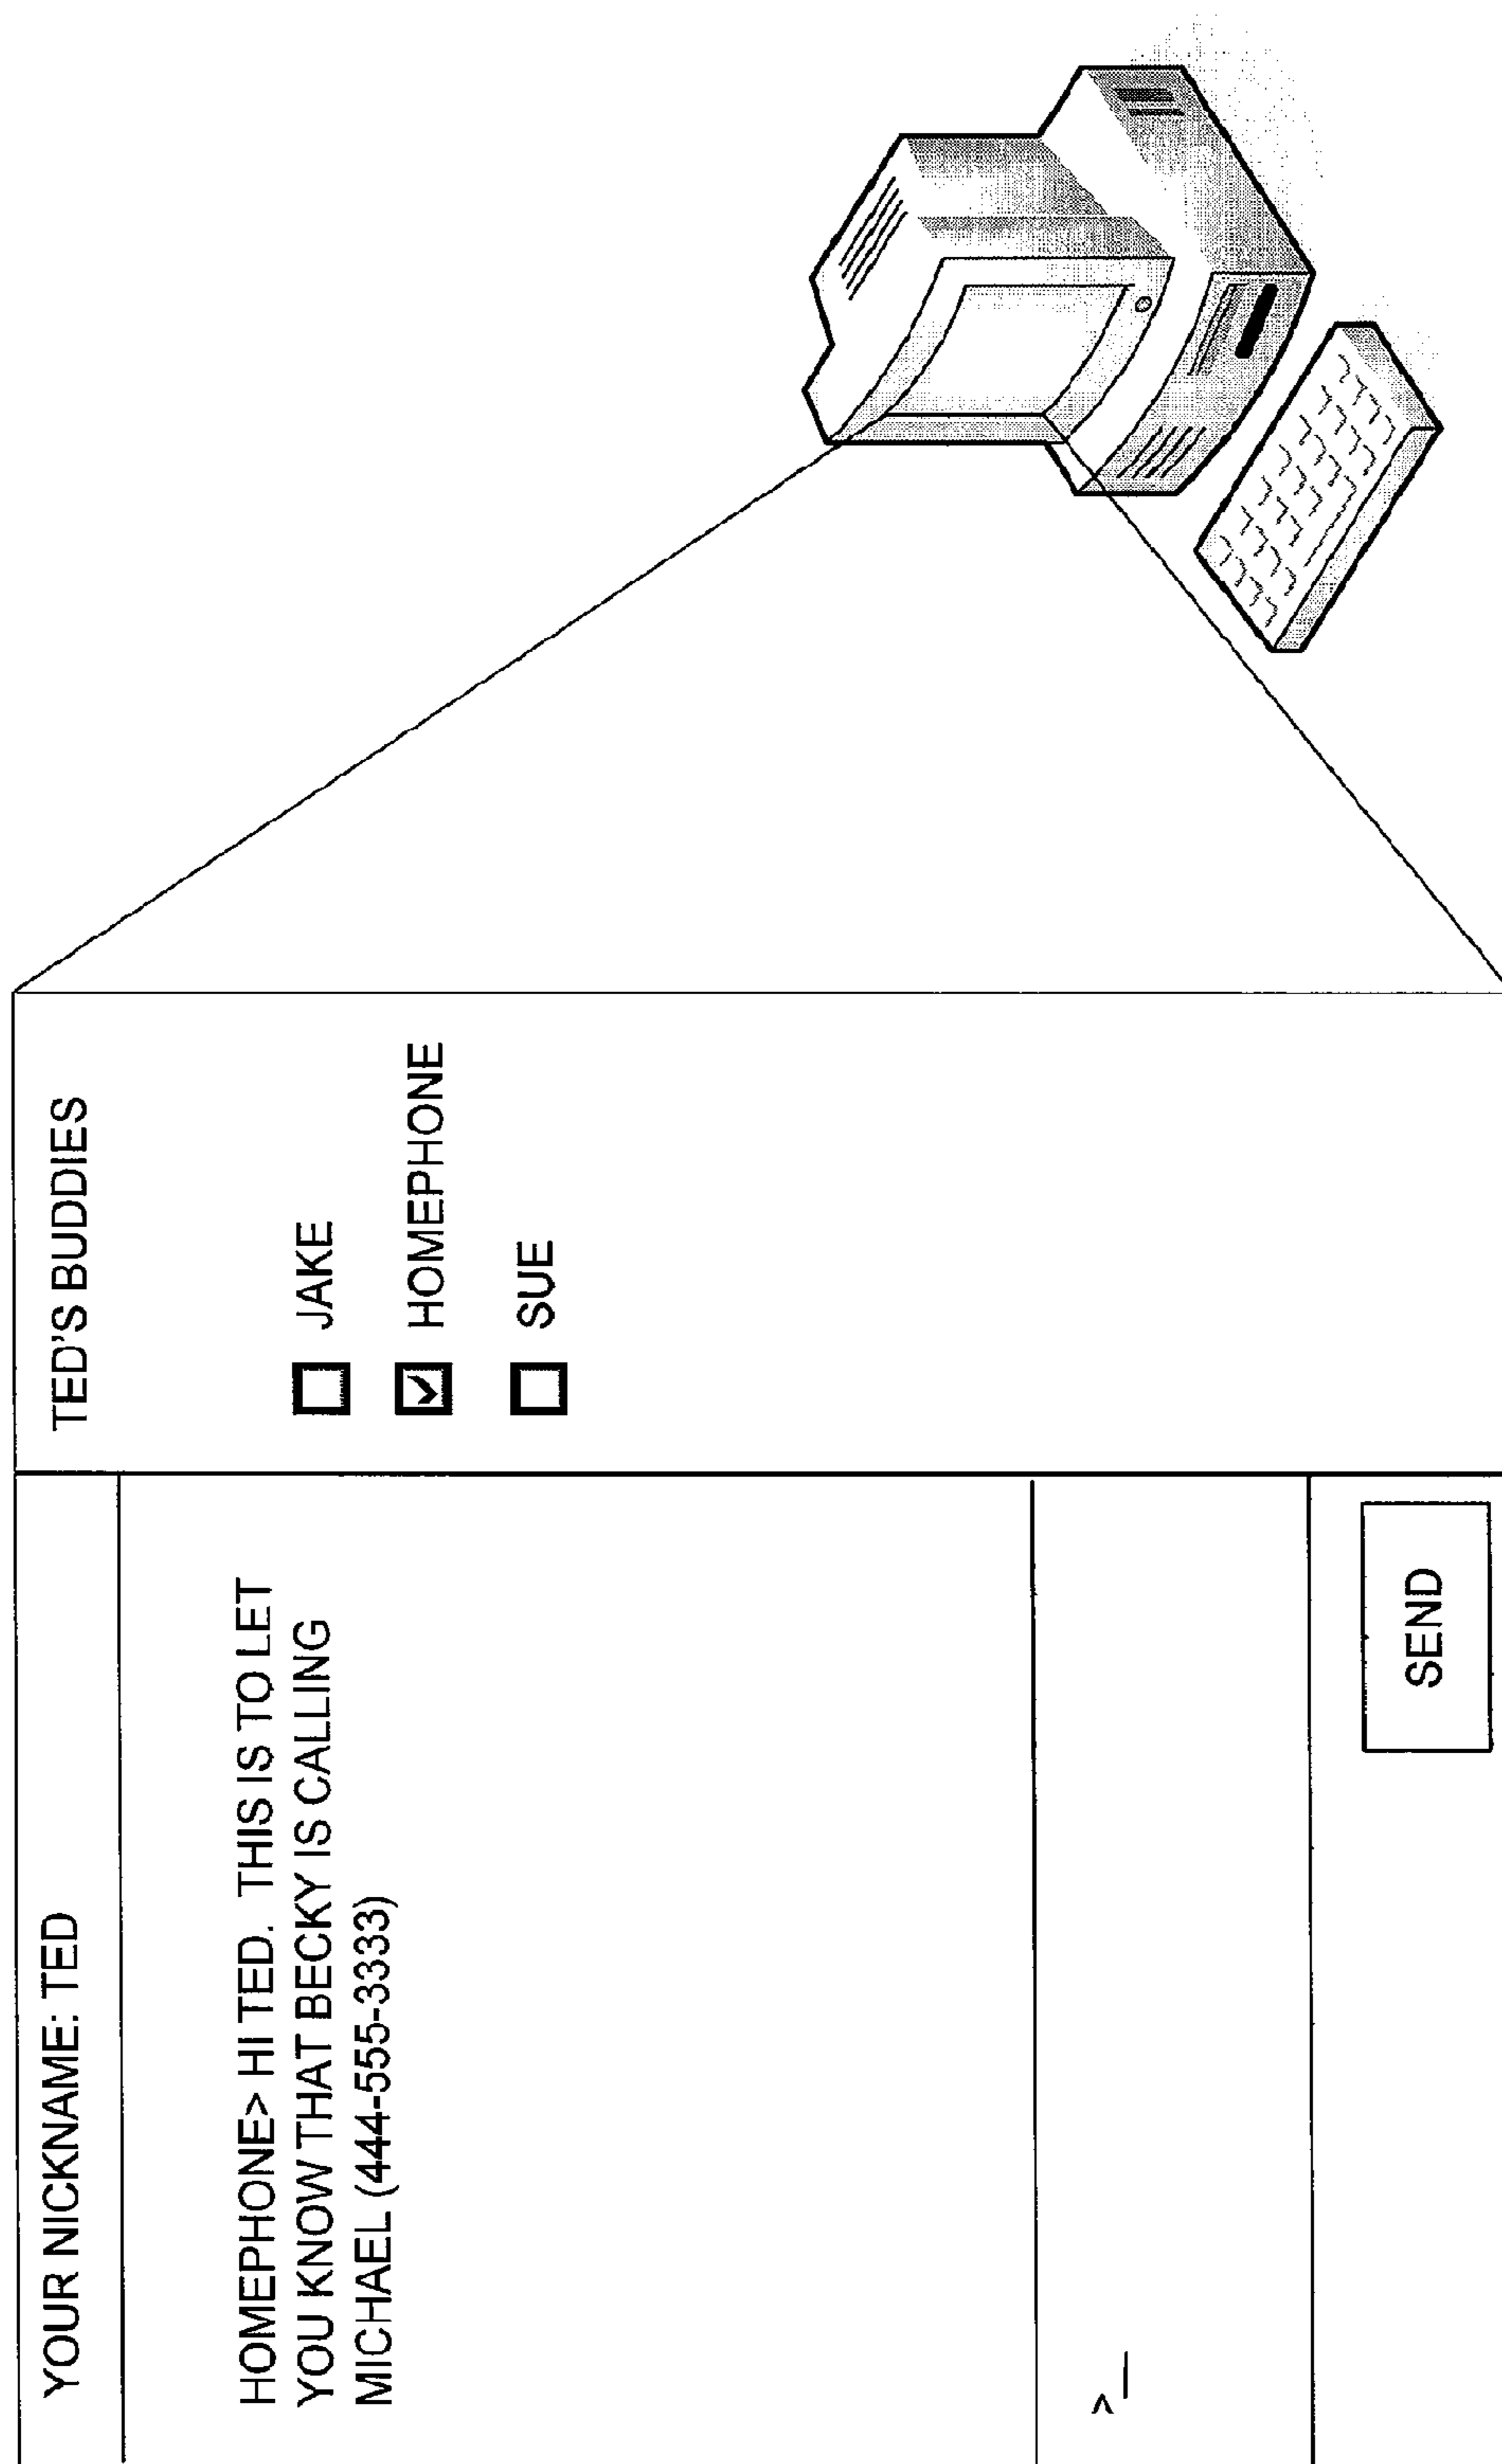 YOUR NICKNAME: TED
HOMEPHONE> HI TED. THIS IS TO LET
YOU KNOW THAT BECKY IS CALLING
MICHAEL (444-555-3333)
>_
SEND
TED'S BUDDIES
JAKE
HOMEPHONE
SUE